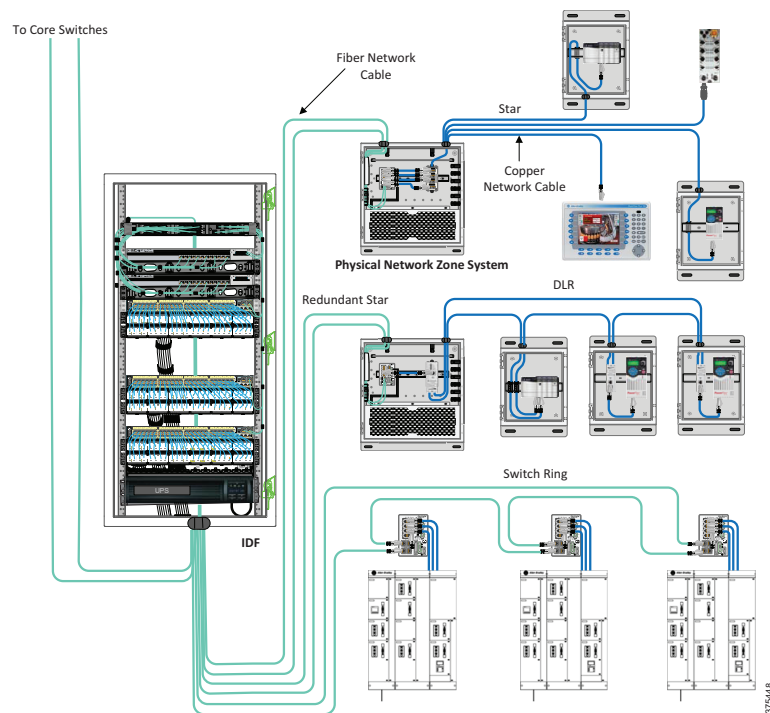 To Core Switches
Fiber Network
Cable
Star
Copper
Network Cable
Physical Network Zone System
Redundant Star
DLR
UPS
IDF
Switch Ring
375448